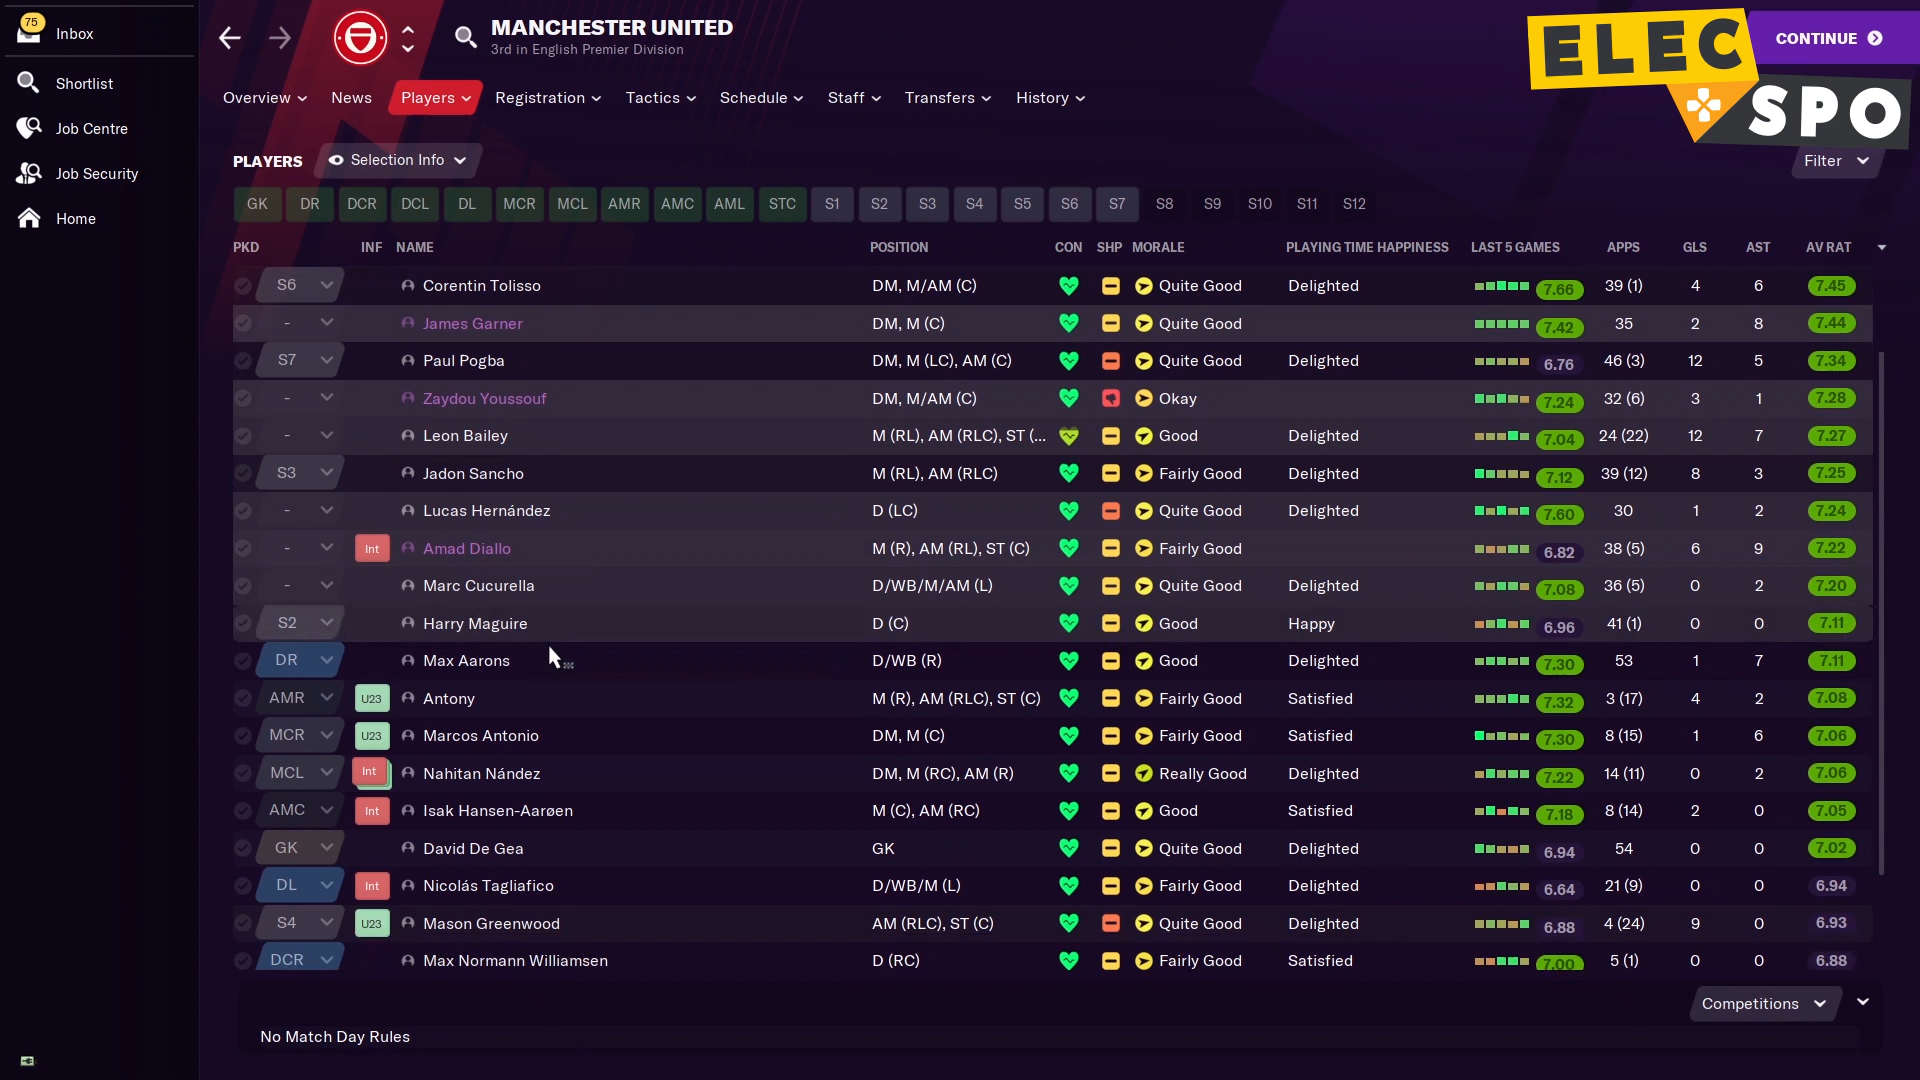 75
Inbox
Shortlist
Job Centre
Job Security
Home
MANCHESTER UNITED
3rd in English Premier Division
ELEC
SPO
CONTINUE
Overview News Players Registration Tactics Schedule Staff Transfers History
PLAYERS Selection Info Filter
GK DR DCR DCL DL MCR MCL AMR AMC AML STC S1 S2 S3 S4 S5 S6 S7 S8 S9 S10 S11 S12
PKD INF NAME POSITION CON SHP MORALE PLAYING TIME HAPPINESS LAST 5 GAMES APPS GLS AST AV RAT
S6 Corentin Tolisso DM, M/AM (C) Quite Good Delighted 7.66 39 (1) 4 6 7.45
- James Garner DM, M (C) Quite Good 7.42 35 2 8 7.44
S7 Paul Pogba DM, M (LC), AM (C) Quite Good Delighted 6.76 46 (3) 12 5 7.34
- Zaydou Youssouf DM, M/AM (C) Okay 7.24 32 (6) 3 1 7.28
- Leon Bailey M (RL), AM (RLC), ST (... Good Delighted 7.04 24 (22) 12 7 7.27
S3 Jadon Sancho M (RL), AM (RLC) Fairly Good Delighted 7.12 39 (12) 8 3 7.25
- Lucas Hernández D (LC) Quite Good Delighted 7.60 30 1 2 7.24
- Int Amad Diallo M (R), AM (RL), ST (C) Fairly Good 6.82 38 (5) 6 9 7.22
- Marc Cucurella D/WB/M/AM (L) Quite Good Delighted 7.08 36 (5) 0 2 7.20
S2 Harry Maguire D (C) Good Happy 6.96 41 (1) 0 0 7.11
DR Max Aarons D/WB (R) Good Delighted 7.30 53 1 7 7.11
AMR U23 Antony M (R), AM (RLC), ST (C) Fairly Good Satisfied 7.32 3 (17) 4 2 7.08
MCR U23 Marcos Antonio DM, M (C) Fairly Good Satisfied 7.30 8 (15) 1 6 7.06
MCL Int Nahitan Nández DM, M (RC), AM (R) Really Good Delighted 7.22 14 (11) 0 2 7.06
AMC Int Isak Hansen-Aarøen M (C), AM (RC) Good Satisfied 7.18 8 (14) 2 0 7.05
GK David De Gea GK Quite Good Delighted 6.94 54 0 0 7.02
DL Int Nicolás Tagliafico D/WB/M (L) Fairly Good Delighted 6.64 21 (9) 0 0 6.94
S4 U23 Mason Greenwood AM (RLC), ST (C) Quite Good Delighted 6.88 4 (24) 9 0 6.93
DCR Max Normann Williamsen D (RC) Fairly Good Satisfied 7.00 5 (1) 0 0 6.88
Competitions
No Match Day Rules